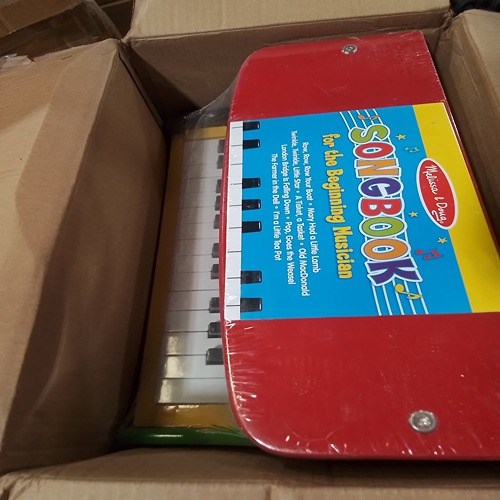 Melissa & Doug
SONGBOOK
for the Beginning Musician
Row, Row, Row Your Boat • Mary Had a Little Lamb
Twinkle, Twinkle, Little Star • A Tisket, a Tasket • Old MacDonald
London Bridge is Falling Down • Pop, Goes the Weasel
The Farmer in the Dell • I'm a Little Tea Pot